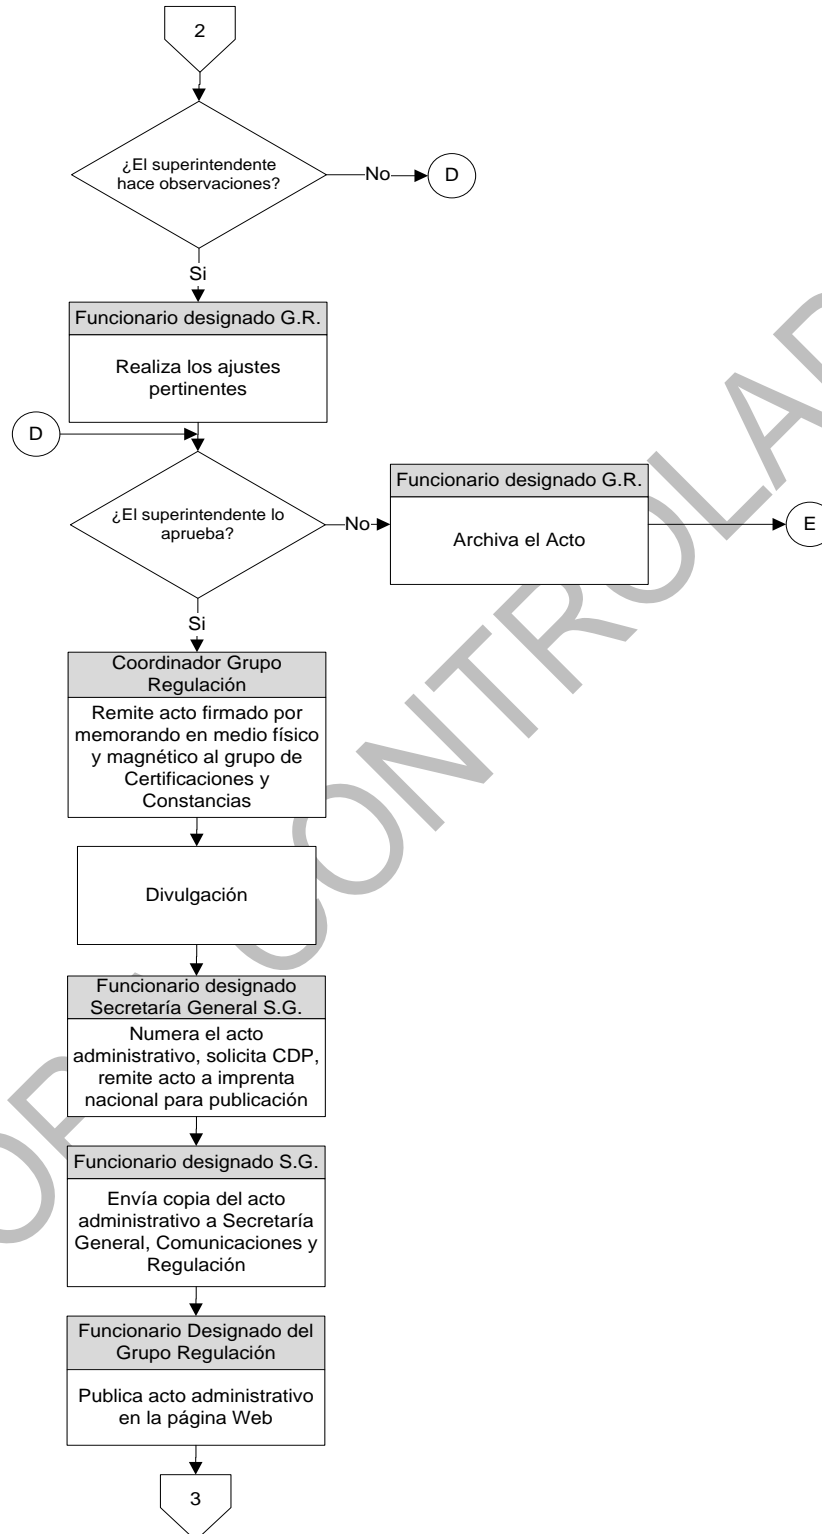 2
¿El superintendente
hace observaciones?
No
D
Si
Funcionario designado G.R.
Realiza los ajustes
pertinentes
D
¿El superintendente lo
aprueba?
No
Funcionario designado G.R.
Archiva el Acto
E
Si
Coordinador Grupo
Regulación
Remite acto firmado por
memorando en medio físico
y magnético al grupo de
Certificaciones y
Constancias
Divulgación
Funcionario designado
Secretaría General S.G.
Numera el acto
administrativo, solicita CDP,
remite acto a imprenta
nacional para publicación
Funcionario designado S.G.
Envía copia del acto
administrativo a Secretaría
General, Comunicaciones y
Regulación
Funcionario Designado del
Grupo Regulación
Publica acto administrativo
en la página Web
3